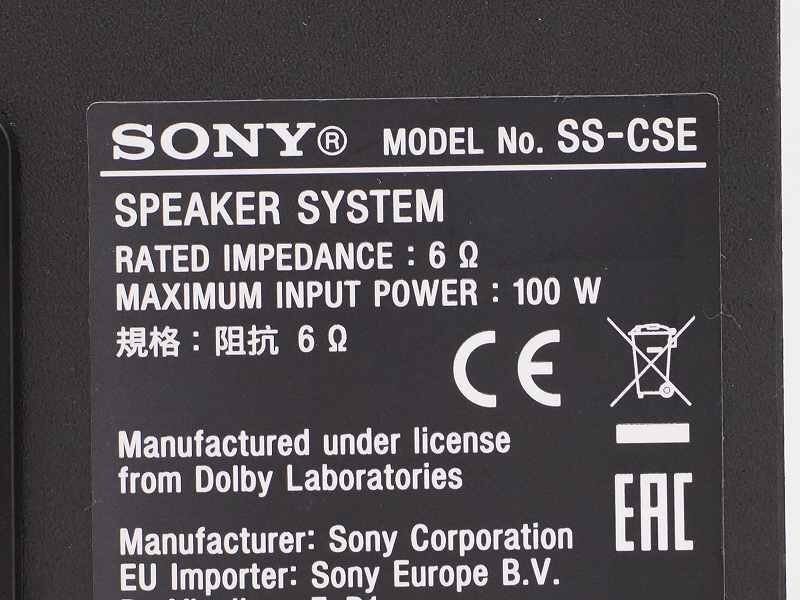 SONY® MODEL No. SS-CSE
SPEAKER SYSTEM
RATED IMPEDANCE : 6 Ω
MAXIMUM INPUT POWER : 100 W
規格：阻抗 6 Ω
CE
Manufactured under license
from Dolby Laboratories
EAC
Manufacturer: Sony Corporation
EU Importer: Sony Europe B.V.